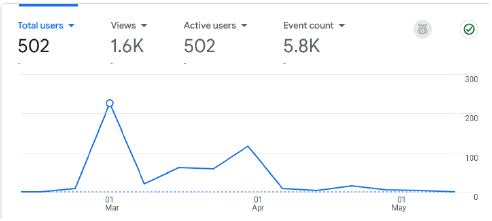 Total users Views Active users Event count
502 1.6K 502 5.8K
- - - -
300
200
100
0
01 01 01
Mar Apr May